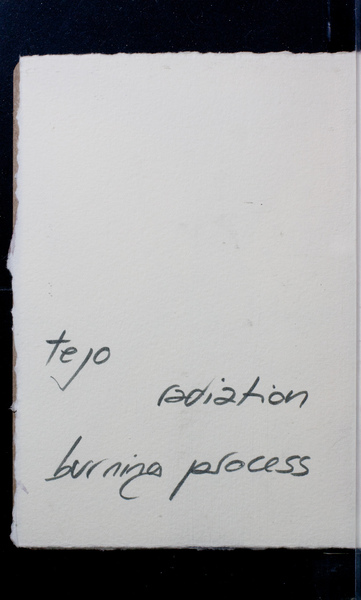 tejo
radiation
burning process